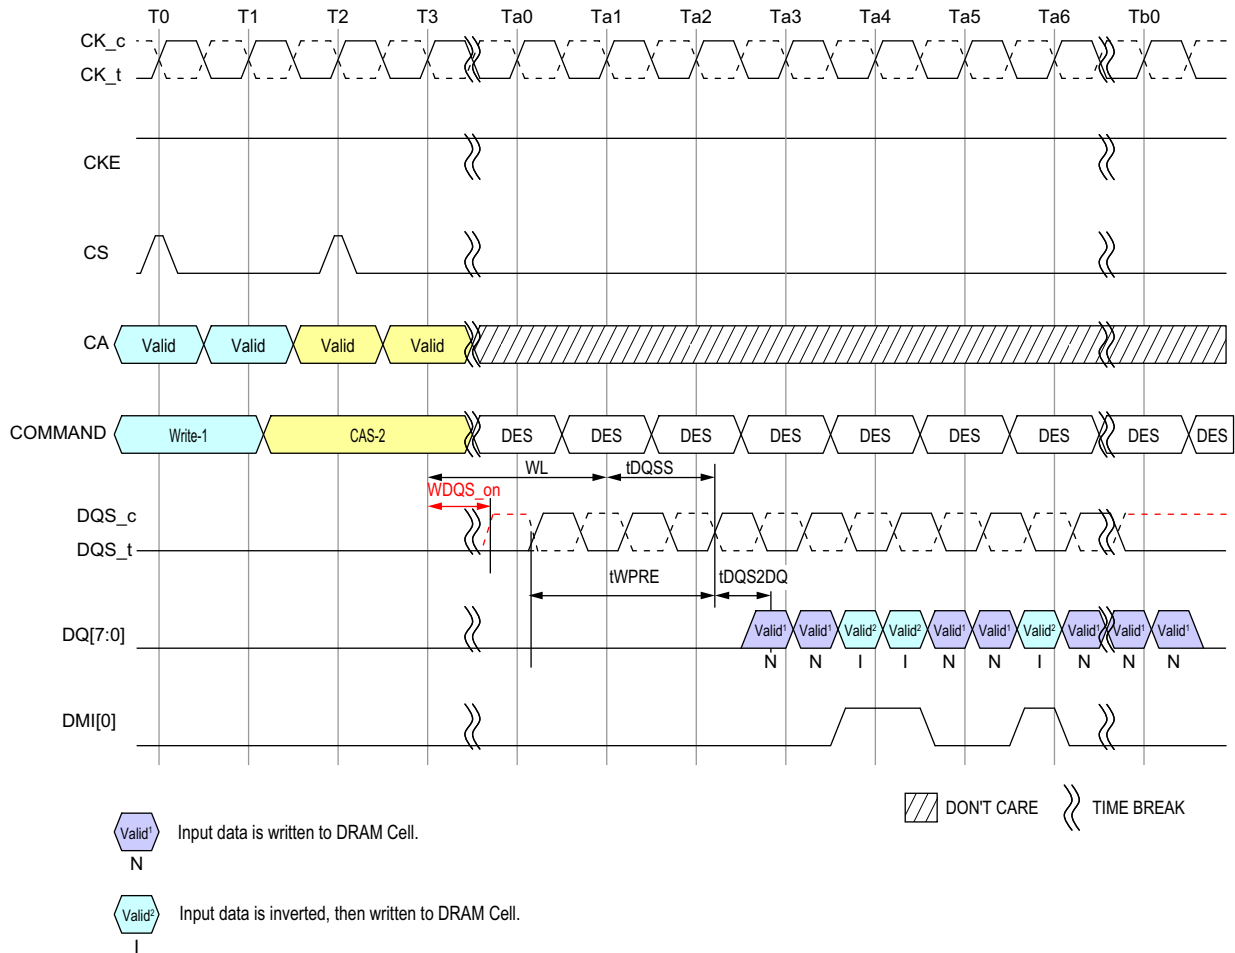 T0 T1 T2 T3 Ta0 Ta1 Ta2 Ta3 Ta4 Ta5 Ta6 Tb0
CK_c
CK_t
CKE
CS
CA Valid Valid Valid Valid
COMMAND Write-1 CAS-2 DES DES DES DES DES DES DES DES DES
WL tDQSS
WDQS_on
DQS_c
DQS_t
tWPRE tDQS2DQ
DQ[7:0] Valid¹ Valid¹ Valid² Valid² Valid¹ Valid¹ Valid² Valid¹ Valid¹ Valid¹
N N I I N N I N N N
DMI[0]
DON'T CARE TIME BREAK
Valid¹ Input data is written to DRAM Cell.
N
Valid² Input data is inverted, then written to DRAM Cell.
I